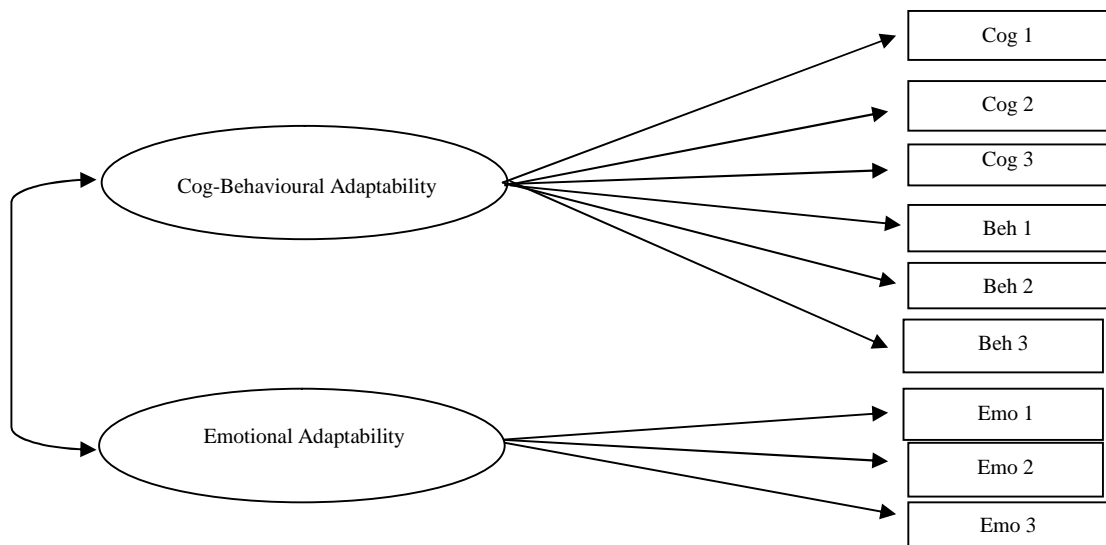 Cog 1
Cog 2
Cog 3
Cog-Behavioural Adaptability
Beh 1
Beh 2
Beh 3
Emotional Adaptability
Emo 1
Emo 2
Emo 3